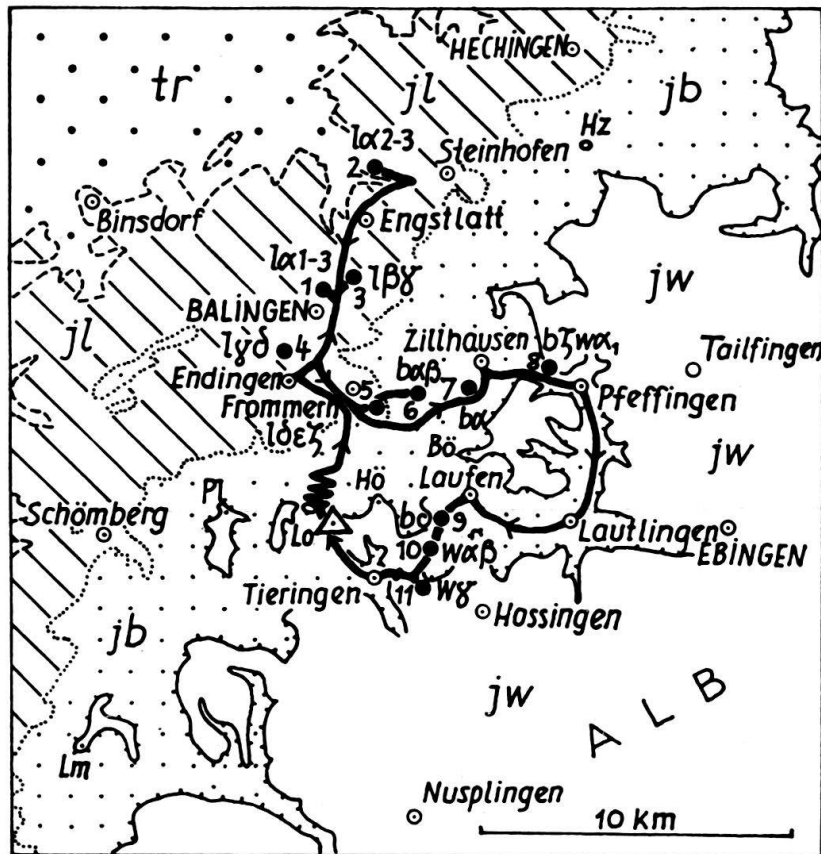 HECHINGEN
tr
jl
jb
Hz
lα2-3
2
Steinhofen
Binsdorf
Engstlatt
lα1-3
1
3
lβγ
jw
BALINGEN
jl
lγδ
4
Zillhausen
8
bζwα₁
Tailfingen
Endingen
5
bαβ
6
7
bα
Pfeffingen
Frommern
lδεζ
Bö
jw
Pl
Hö
Laufen
Schömberg
Lo
bδ
9
Lautlingen
EBINGEN
10
wαβ
Tieringen
11
wγ
Hossingen
jb
jw
ALB
Lm
Nusplingen
10 km